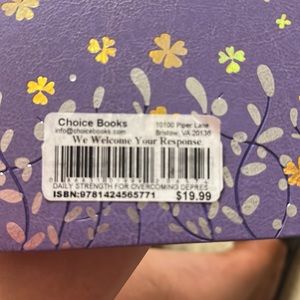 Choice Books
info@choicebooks.com
10100 Piper Lane
Bristow, VA 20136
We Welcome Your Response
DAILY STRENGTH FOR OVERCOMING DEPRES
ISBN:9781424565771
$19.99